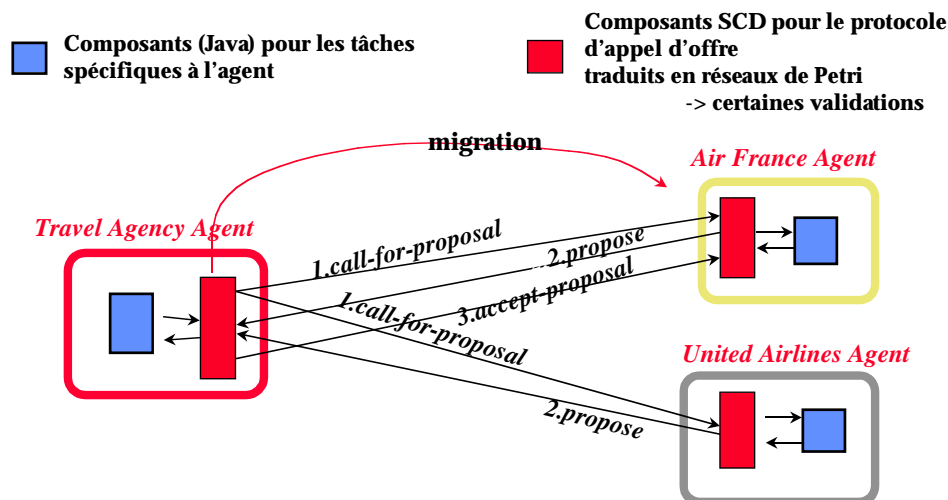 Composants (Java) pour les tâches
spécifiques à l'agent
Composants SCD pour le protocole
d'appel d'offre
traduits en réseaux de Petri
-> certaines validations
migration
Air France Agent
Travel Agency Agent
1.call-for-proposal
2.propose
3.accept-proposal
1.call-for-proposal
United Airlines Agent
2.propose